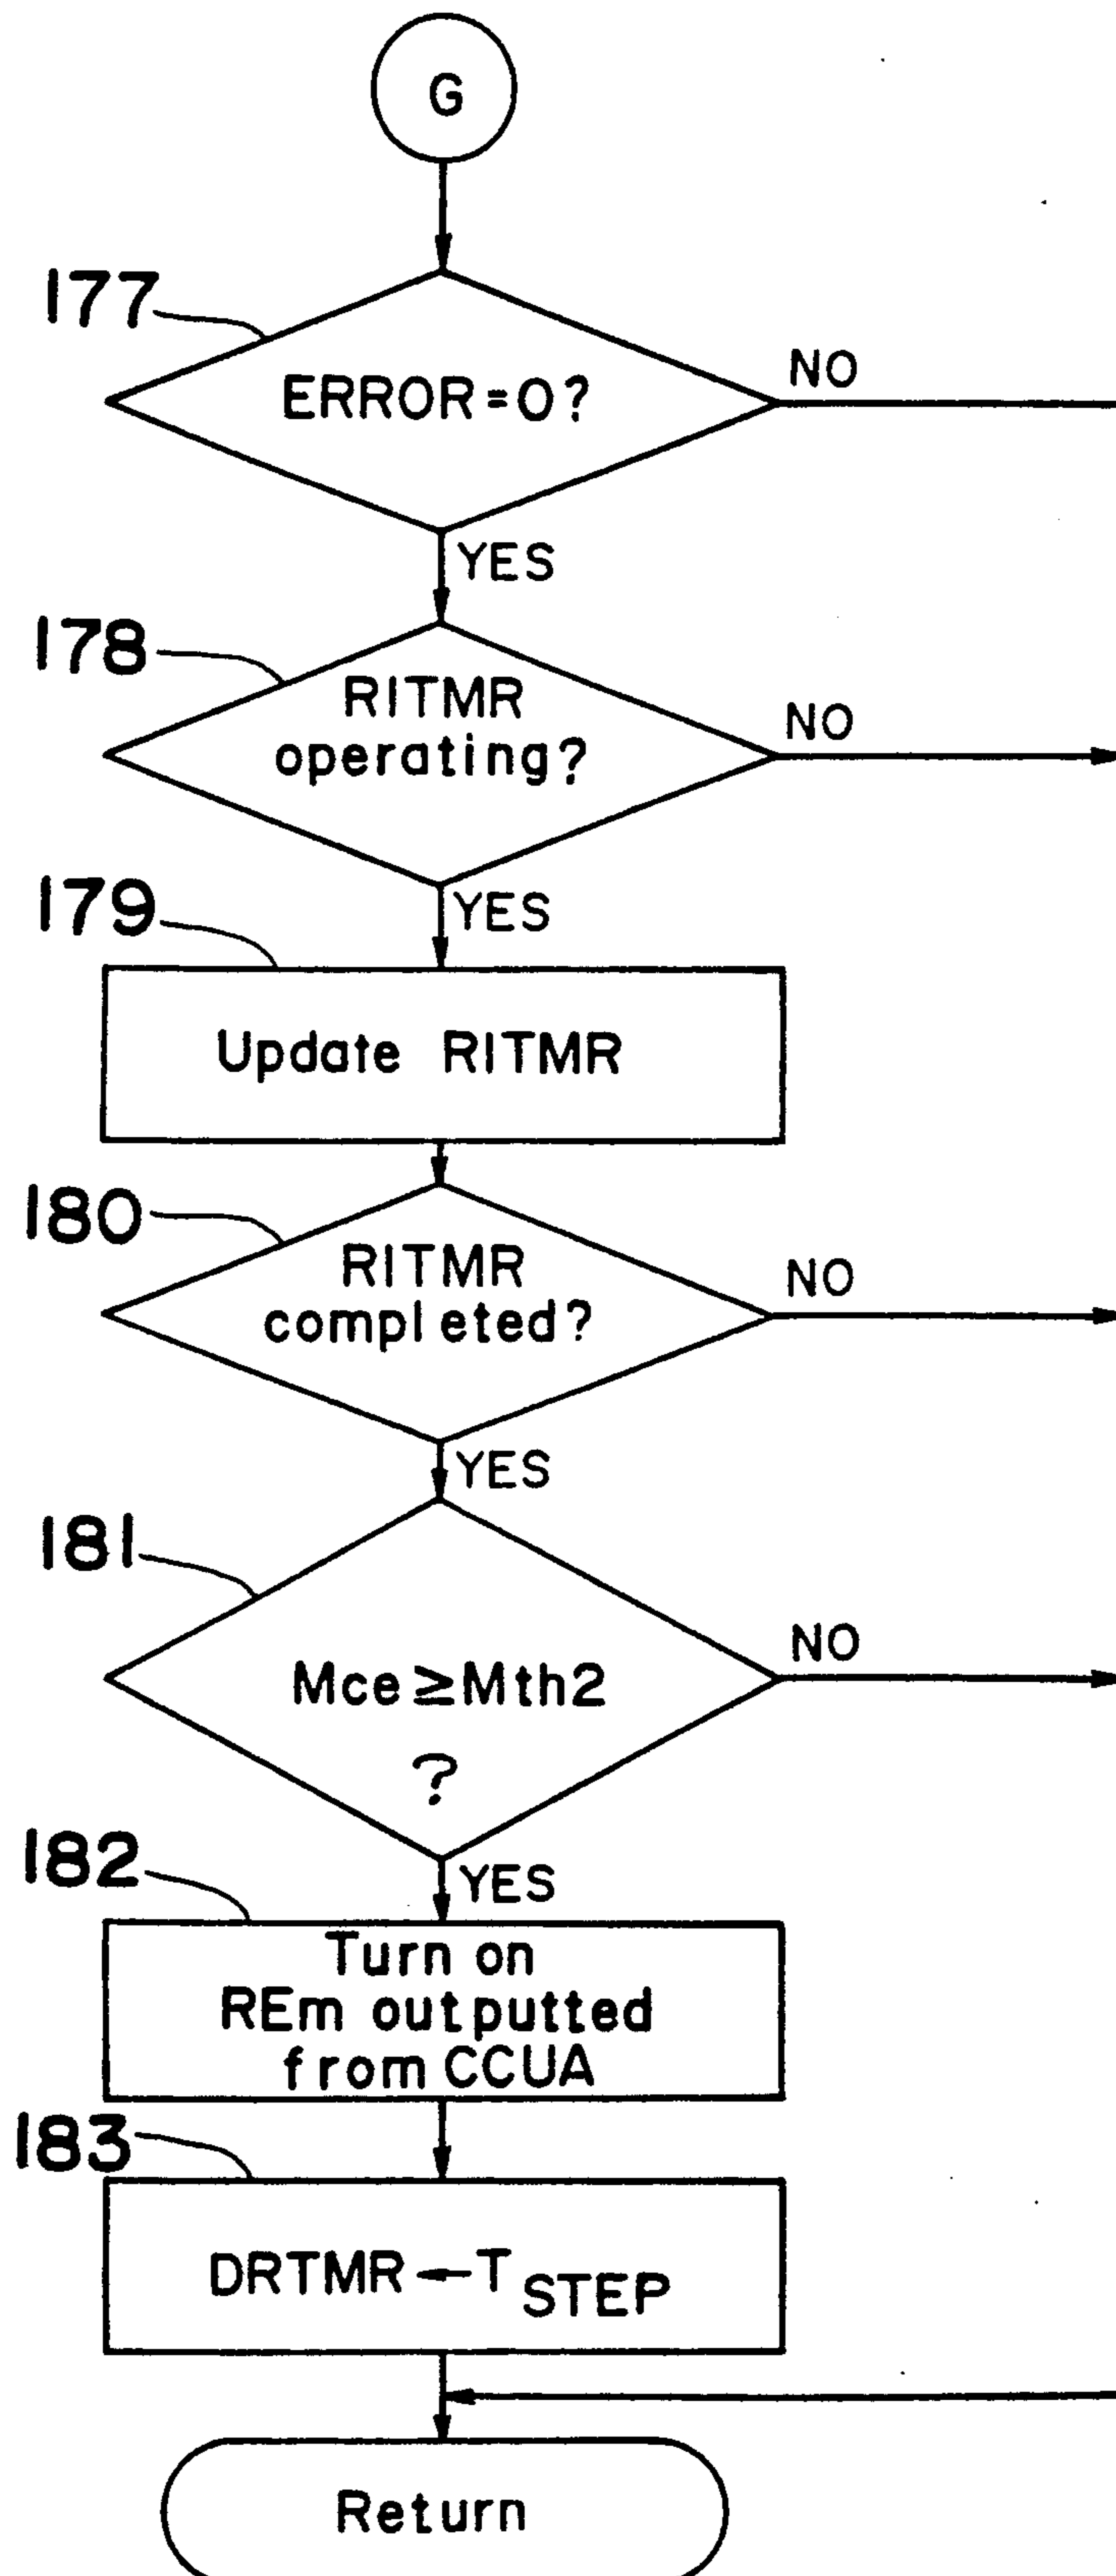 G
177
ERROR=0?
NO
YES
178
RITMR
operating?
NO
YES
179
Update RITMR
180
RITMR
completed?
NO
YES
181
Mce≥Mth2
?
NO
YES
182
Turn on
REm outputted
from CCUA
183
DRTMR←T STEP
Return